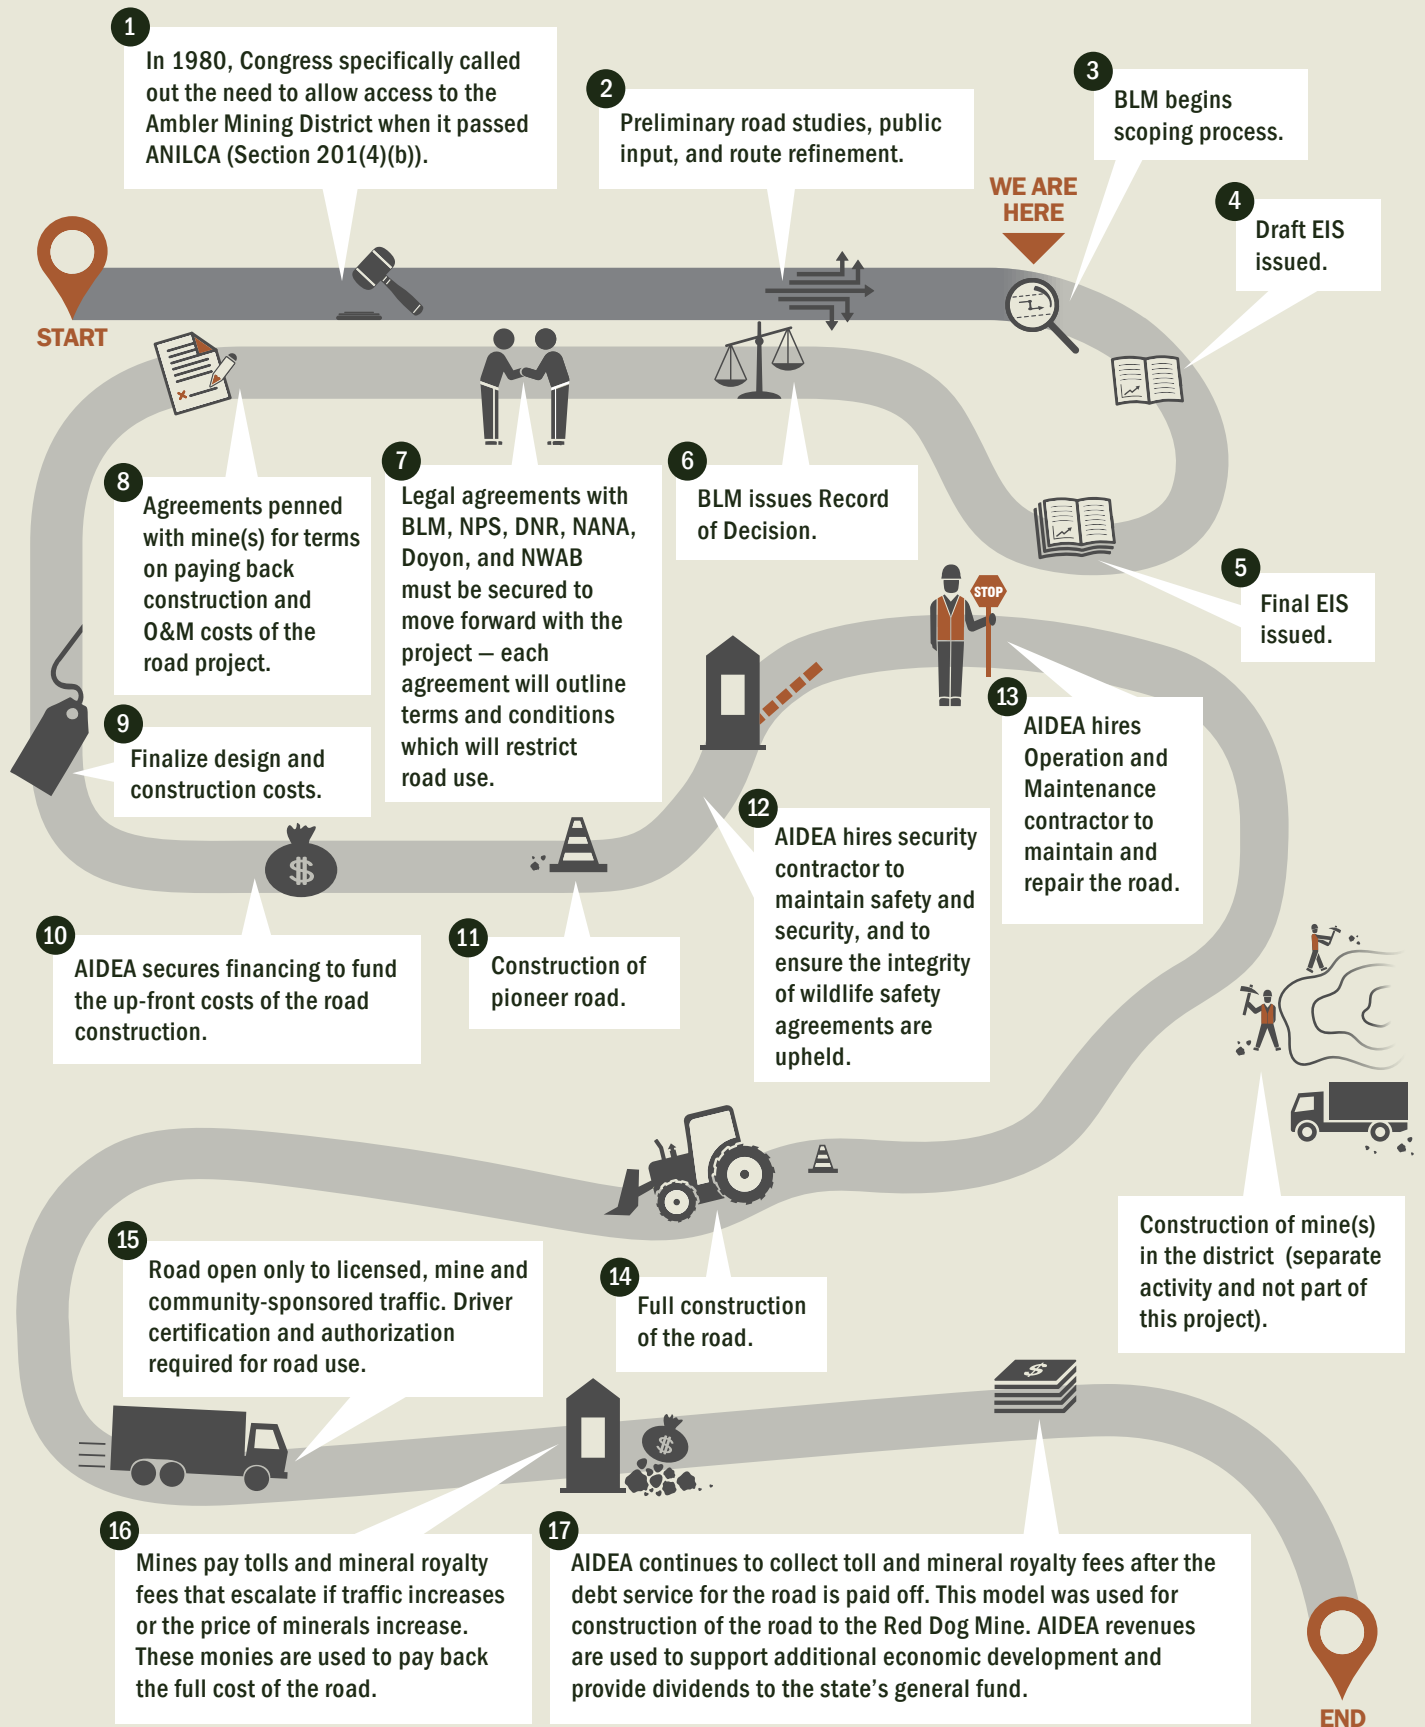 1
In 1980, Congress specifically called
out the need to allow access to the
Ambler Mining District when it passed
ANILCA (Section 201(4)(b)).
2
Preliminary road studies, public
input, and route refinement.
3
BLM begins
scoping process.
WE ARE
HERE
4
Draft EIS
issued.
START
5
Final EIS
issued.
6
BLM issues Record
of Decision.
7
Legal agreements with
BLM, NPS, DNR, NANA,
Doyon, and NWAB
must be secured to
move forward with the
project — each
agreement will outline
terms and conditions
which will restrict
road use.
8
Agreements penned
with mine(s) for terms
on paying back
construction and
O&M costs of the
road project.
9
Finalize design and
construction costs.
$
10
AIDEA secures financing to fund
the up-front costs of the road
construction.
11
Construction of
pioneer road.
12
AIDEA hires security
contractor to
maintain safety and
security, and to
ensure the integrity
of wildlife safety
agreements are
upheld.
STOP
13
AIDEA hires
Operation and
Maintenance
contractor to
maintain and
repair the road.
Construction of mine(s)
in the district (separate
activity and not part of
this project).
14
Full construction
of the road.
15
Road open only to licensed, mine and
community-sponsored traffic. Driver
certification and authorization
required for road use.
$
$
16
Mines pay tolls and mineral royalty
fees that escalate if traffic increases
or the price of minerals increase.
These monies are used to pay back
the full cost of the road.
17
AIDEA continues to collect toll and mineral royalty fees after the
debt service for the road is paid off. This model was used for
construction of the road to the Red Dog Mine. AIDEA revenues
are used to support additional economic development and
provide dividends to the state's general fund.
END